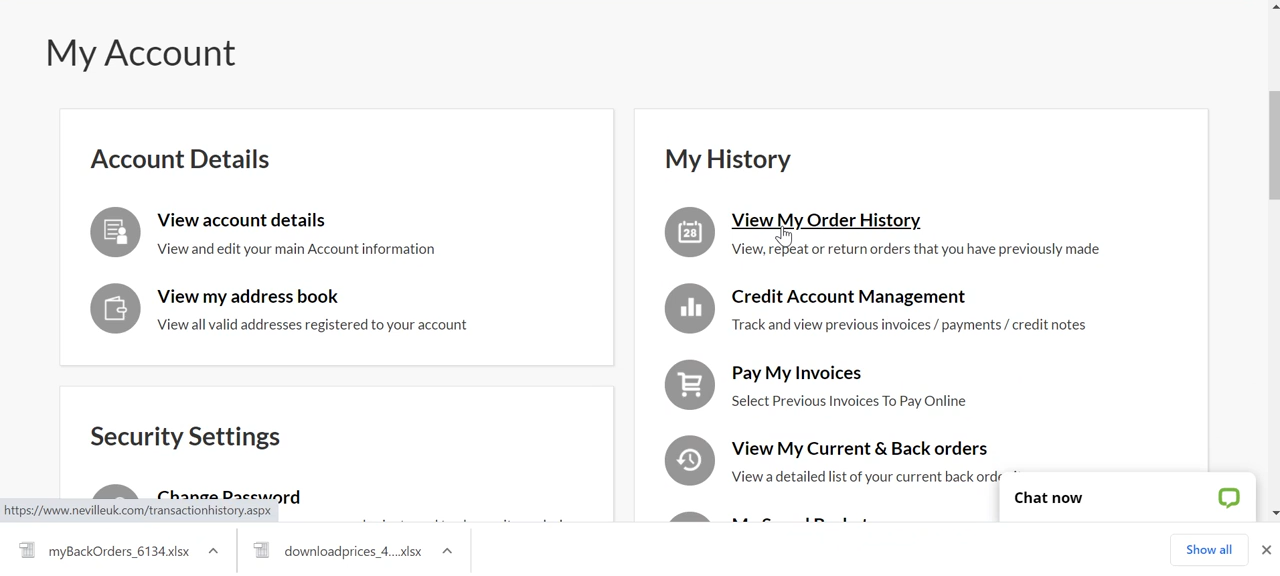 My Account
Account Details
View account details
View and edit your main Account information
View my address book
View all valid addresses registered to your account
Security Settings
Change Password
My History
28
View My Order History
View, repeat or return orders that you have previously made
Credit Account Management
Track and view previous invoices / payments / credit notes
Pay My Invoices
Select Previous Invoices To Pay Online
View My Current & Back orders
View a detailed list of your current back
Chat now
https://www.nevilleuk.com/transactionhistory.aspx
myBackOrders_6134.xlsx
downloadprices_4....xlsx
Show all